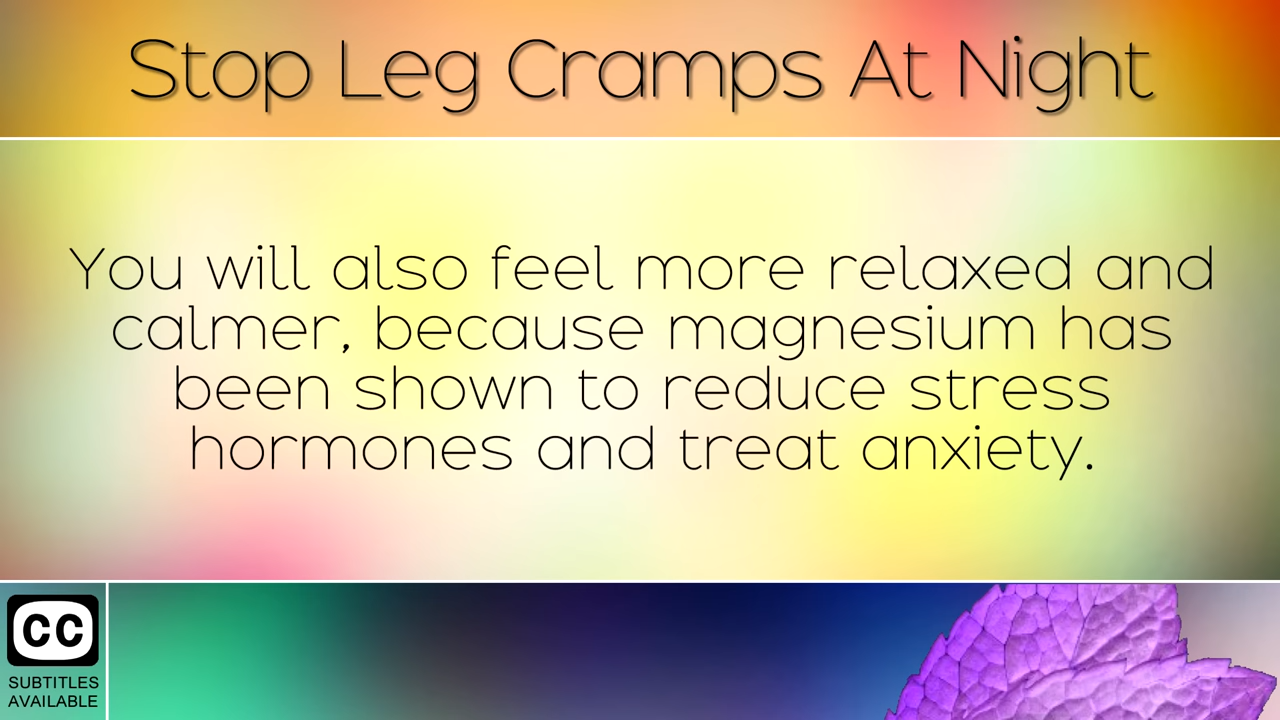 Stop Leg Cramps At Night
You will also feel more relaxed and
calmer, because magnesium has
been shown to reduce stress
hormones and treat anxiety.
CC
SUBTITLES
AVAILABLE